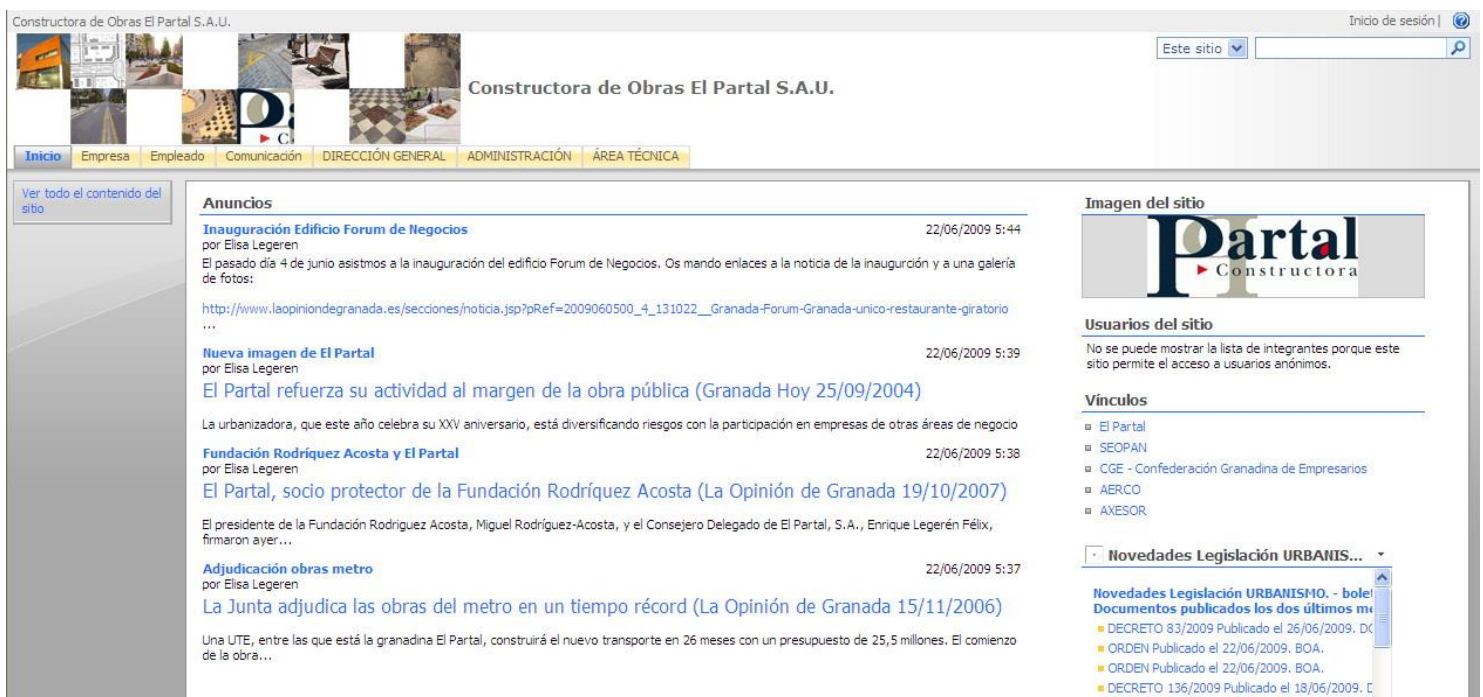 Constructora de Obras El Partal S.A.U.
Inicio de sesión |
Este sitio
Constructora de Obras El Partal S.A.U.
Inicio Empresa Empleado Comunicación DIRECCIÓN GENERAL ADMINISTRACIÓN ÁREA TÉCNICA
Ver todo el contenido del
sitio
Anuncios
Inauguración Edificio Forum de Negocios 22/06/2009 5:44
por Elisa Legeren
El pasado día 4 de junio asistmos a la inauguración del edificio Forum de Negocios. Os mando enlaces a la noticia de la inaugurción y a una galería
de fotos:
http://www.laopiniondegranada.es/secciones/noticia.jsp?pRef=2009060500_4_131022__Granada-Forum-Granada-unico-restaurante-giratorio
...
Nueva imagen de El Partal 22/06/2009 5:39
por Elisa Legeren
El Partal refuerza su actividad al margen de la obra pública (Granada Hoy 25/09/2004)
La urbanizadora, que este año celebra su XXV aniversario, está diversificando riesgos con la participación en empresas de otras áreas de negocio
Fundación Rodríquez Acosta y El Partal 22/06/2009 5:38
por Elisa Legeren
El Partal, socio protector de la Fundación Rodríquez Acosta (La Opinión de Granada 19/10/2007)
El presidente de la Fundación Rodriguez Acosta, Miguel Rodríguez-Acosta, y el Consejero Delegado de El Partal, S.A., Enrique Legerén Félix,
firmaron ayer...
Adjudicación obras metro 22/06/2009 5:37
por Elisa Legeren
La Junta adjudica las obras del metro en un tiempo récord (La Opinión de Granada 15/11/2006)
Una UTE, entre las que está la granadina El Partal, construirá el nuevo transporte en 26 meses con un presupuesto de 25,5 millones. El comienzo
de la obra...
Imagen del sitio
Partal
Constructora
Usuarios del sitio
No se puede mostrar la lista de integrantes porque este
sitio permite el acceso a usuarios anónimos.
Vínculos
El Partal
SEOPAN
CGE - Confederación Granadina de Empresarios
AERCO
AXESOR
Novedades Legislación URBANIS...
Novedades Legislación URBANISMO. - bole
Documentos publicados los dos últimos me
DECRETO 83/2009 Publicado el 26/06/2009. DO
ORDEN Publicado el 22/06/2009. BOA.
ORDEN Publicado el 22/06/2009. BOA.
DECRETO 136/2009 Publicado el 18/06/2009. D